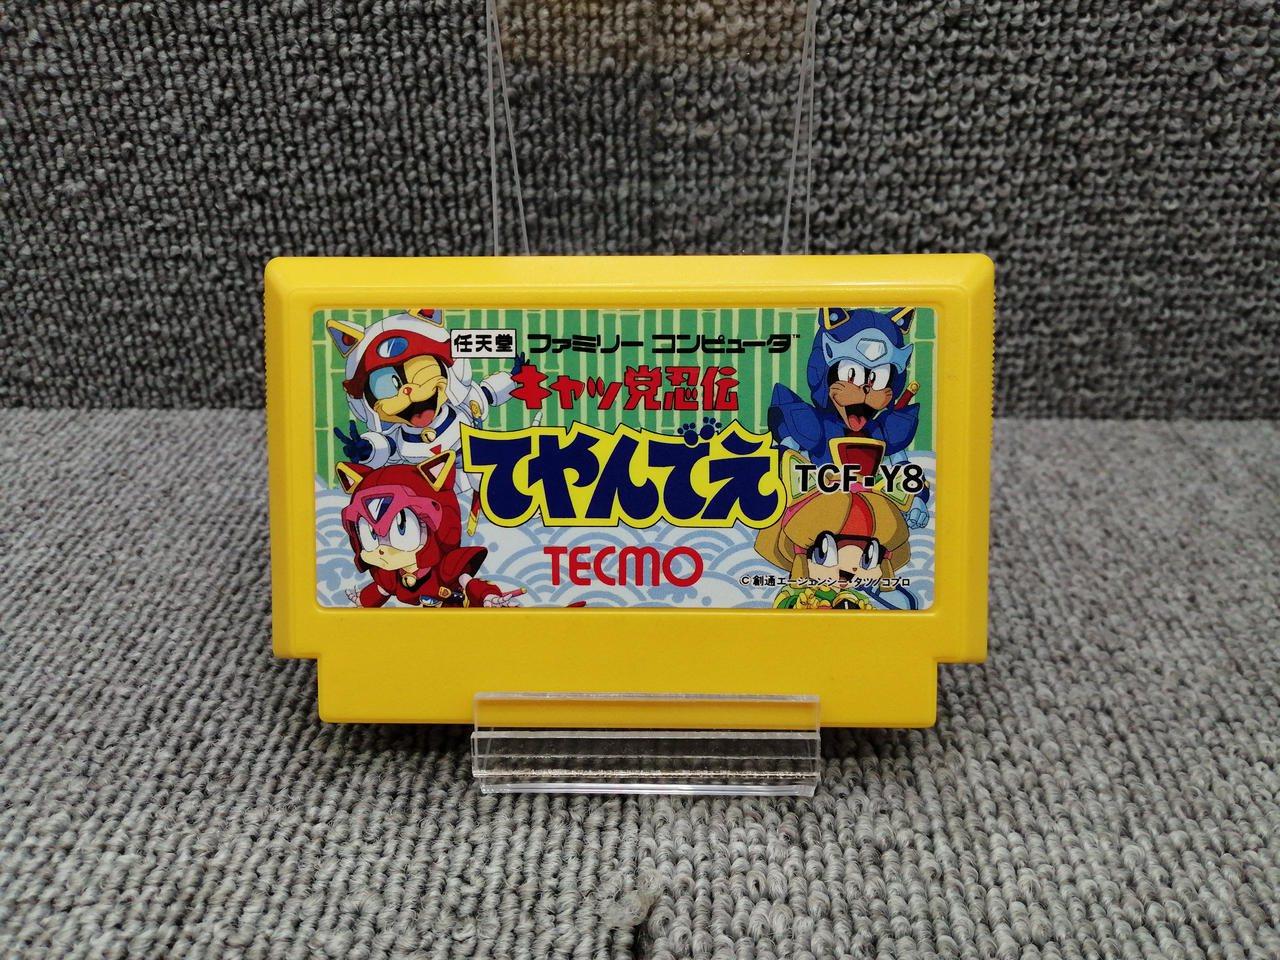 任天堂 ファミリー コンピュータ™
キャッ党忍伝
てやんでえ
TCF-Y8
TECMO
©創通エージェンシー・タツノコプロ